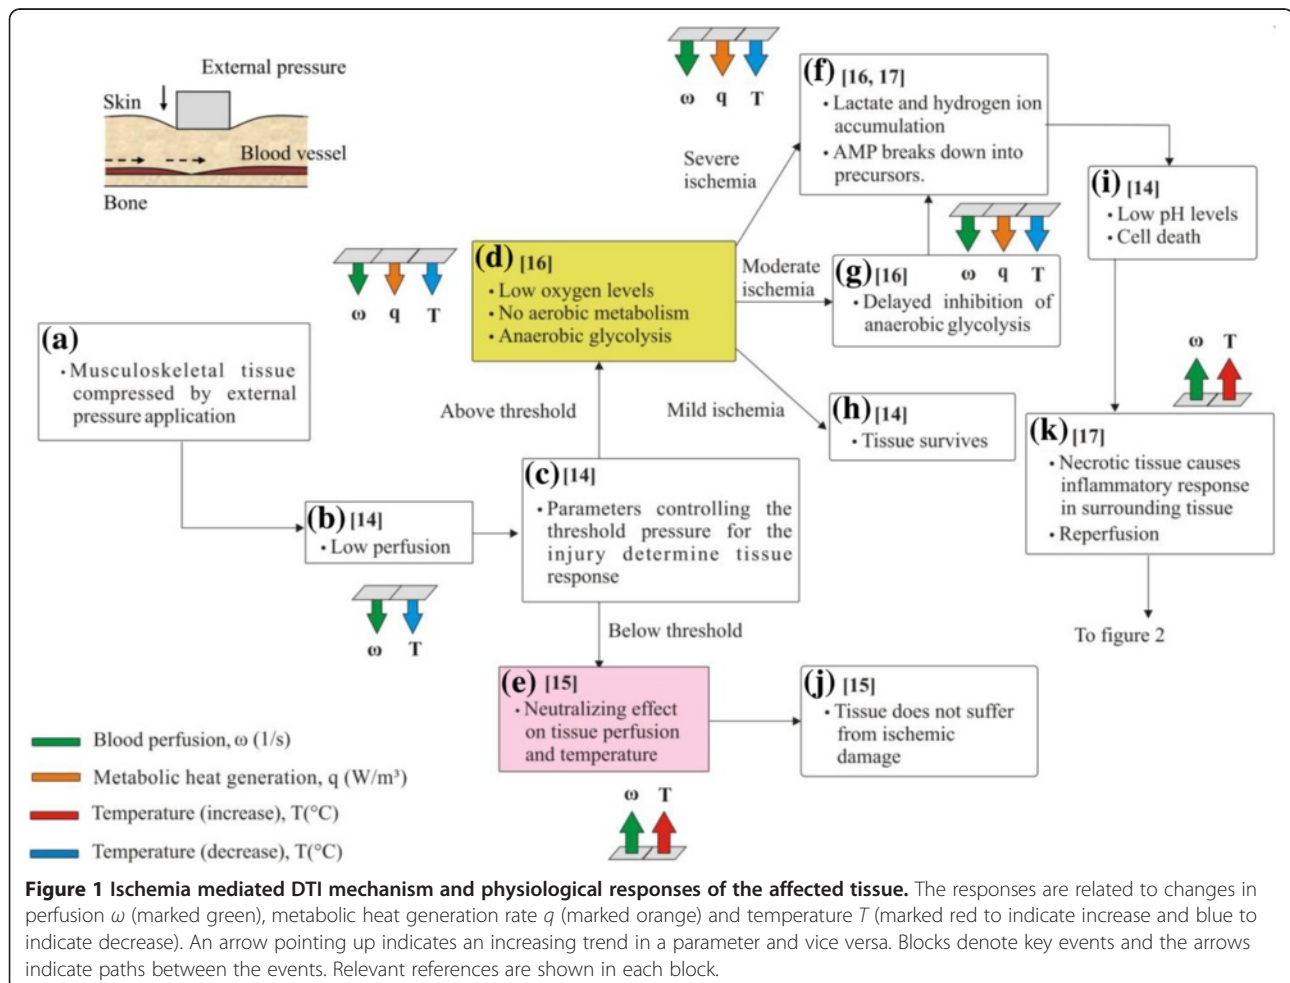 External pressure
Skin
Blood vessel
Bone
ω q T
(f) [16, 17]
• Lactate and hydrogen ion
accumulation
• AMP breaks down into
precursors.
Severe
ischemia
(i) [14]
• Low pH levels
• Cell death
ω q T
(d) [16]
• Low oxygen levels
• No aerobic metabolism
• Anaerobic glycolysis
Moderate
ischemia
ω q T
(g) [16]
• Delayed inhibition of
anaerobic glycolysis
(a)
• Musculoskeletal tissue
compressed by external
pressure application
Above threshold
Mild ischemia
(h) [14]
• Tissue survives
ω T
(k) [17]
• Necrotic tissue causes
inflammatory response
in surrounding tissue
• Reperfusion
(b) [14]
• Low perfusion
(c) [14]
• Parameters controlling the
threshold pressure for the
injury determine tissue
response
ω T
Below threshold
To figure 2
(e) [15]
• Neutralizing effect
on tissue perfusion
and temperature
(j) [15]
• Tissue does not suffer
from ischemic
damage
ω T
Blood perfusion, ω (1/s)
Metabolic heat generation, q (W/m³)
Temperature (increase), T(°C)
Temperature (decrease), T(°C)
Figure 1 Ischemia mediated DTI mechanism and physiological responses of the affected tissue. The responses are related to changes in
perfusion ω (marked green), metabolic heat generation rate q (marked orange) and temperature T (marked red to indicate increase and blue to
indicate decrease). An arrow pointing up indicates an increasing trend in a parameter and vice versa. Blocks denote key events and the arrows
indicate paths between the events. Relevant references are shown in each block.